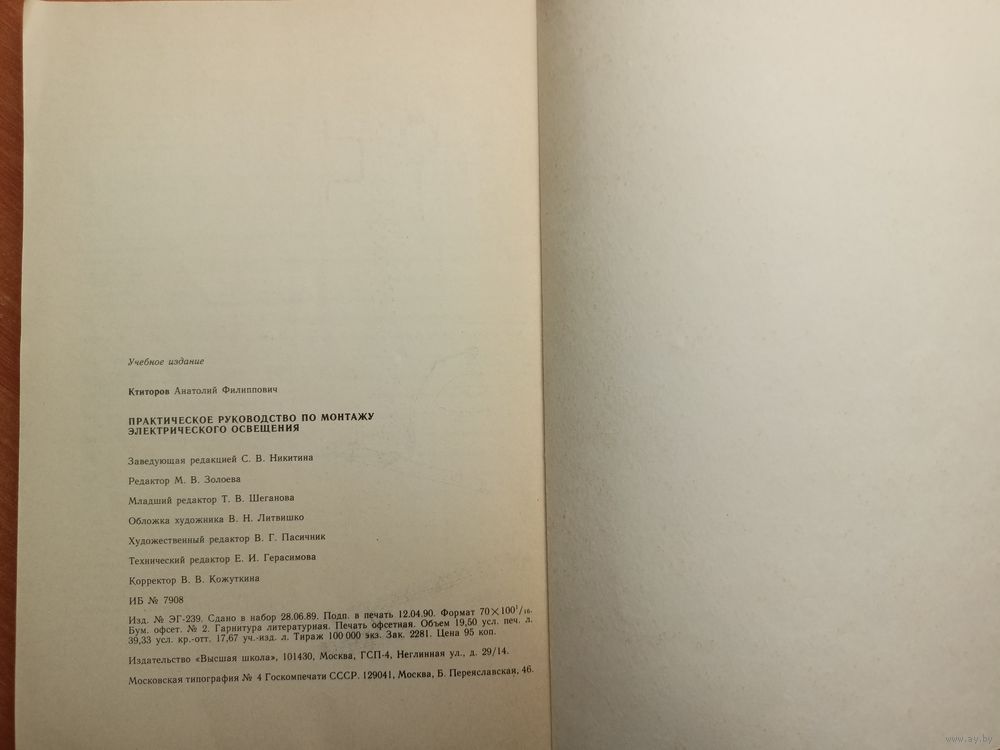 Учебное издание
Ктиторов Анатолий Филиппович
ПРАКТИЧЕСКОЕ РУКОВОДСТВО ПО МОНТАЖУ
ЭЛЕКТРИЧЕСКОГО ОСВЕЩЕНИЯ
Заведующая редакцией С. В. Никитина
Редактор М. В. Золоева
Младший редактор Т. В. Шеганова
Обложка художника В. Н. Литвишко
Художественный редактор В. Г. Пасичник
Технический редактор Е. И. Герасимова
Корректор В. В. Кожуткина
ИБ № 7908
Изд. № ЭГ-239. Сдано в набор 28.06.89. Подп. в печать 12.04.90. Формат 70×100¹/₁₆.
Бум. офсет. № 2. Гарнитура литературная. Печать офсетная. Объем 19,50 усл. печ. л.
39,33 усл. кр.-отт. 17,67 уч.-изд. л. Тираж 100 000 экз. Зак. 2281. Цена 95 коп.
Издательство «Высшая школа», 101430, Москва, ГСП-4, Неглинная ул., д. 29/14.
Московская типография № 4 Госкомпечати СССР. 129041, Москва, Б. Переяславская, 46.
www.ay.by